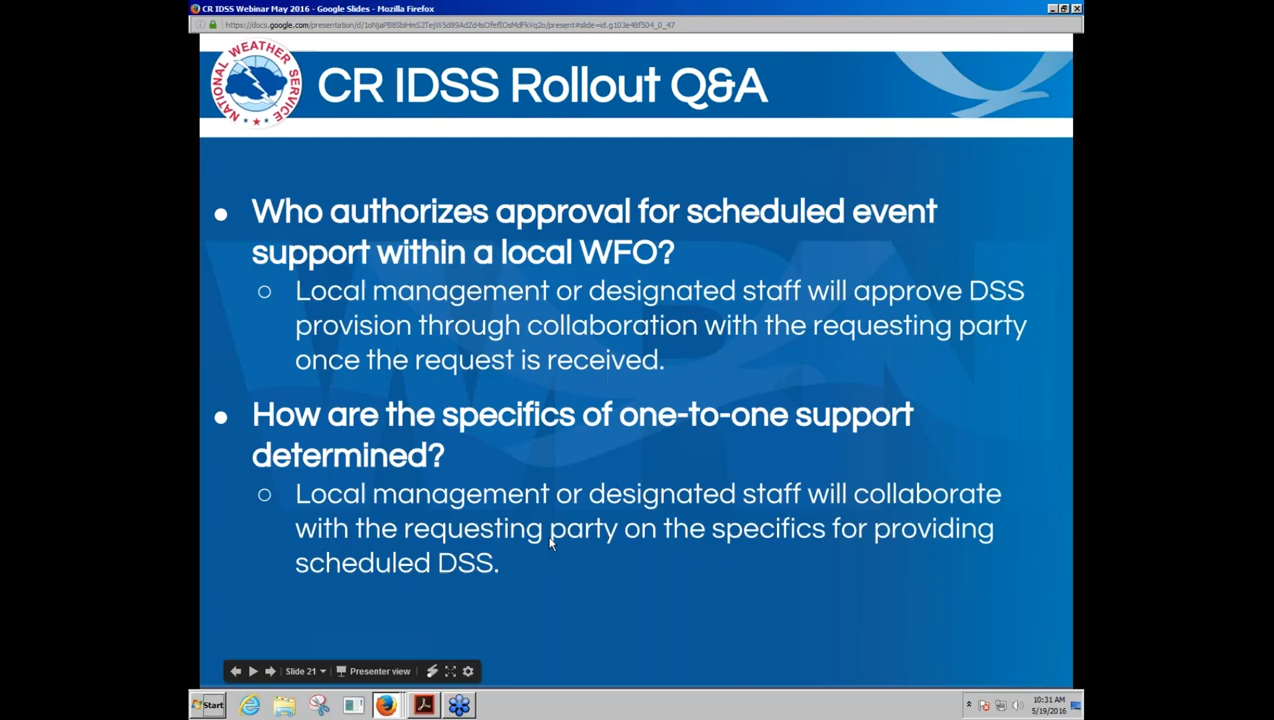 CR IDSS Webinar May 2016 - Google Slides - Mozilla Firefox
NATIONAL WEATHER SERVICE
CR IDSS Rollout Q&A
● Who authorizes approval for scheduled event
support within a local WFO?
○ Local management or designated staff will approve DSS
provision through collaboration with the requesting party
once the request is received.
● How are the specifics of one-to-one support
determined?
○ Local management or designated staff will collaborate
with the requesting party on the specifics for providing
scheduled DSS.
WRN
Slide 21
Presenter view
Start
10:31 AM
5/19/2016